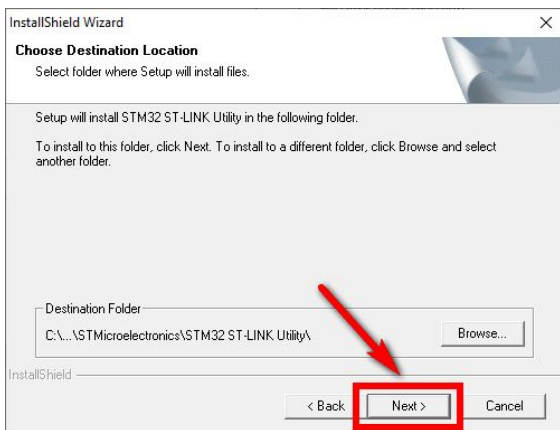 InstallShield Wizard
Choose Destination Location
Select folder where Setup will install files.
Setup will install STM32 ST-LINK Utility in the following folder.
To install to this folder, click Next. To install to a different folder, click Browse and select
another folder.
Destination Folder
C:\...\STMicroelectronics\STM32 ST-LINK Utility\
Browse...
InstallShield
< Back
Next >
Cancel